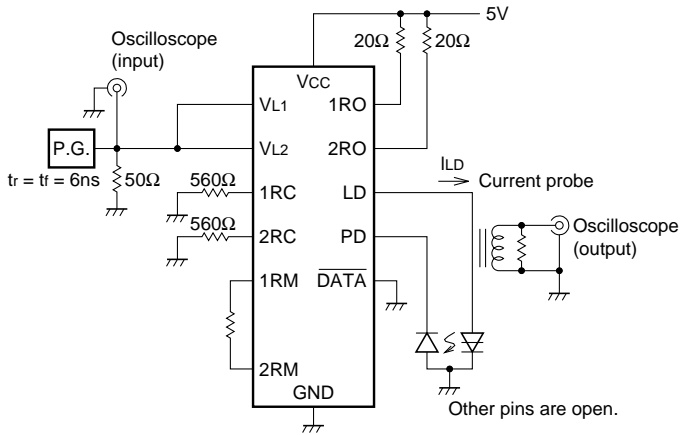 5V
Oscilloscope
(input)
20Ω
20Ω
VCC
VL1
1RO
P.G.
VL2
2RO
tr = tf = 6ns
50Ω
560Ω
1RC
LD
ILD
Current probe
560Ω
2RC
PD
Oscilloscope
(output)
1RM
DATA
2RM
GND
Other pins are open.